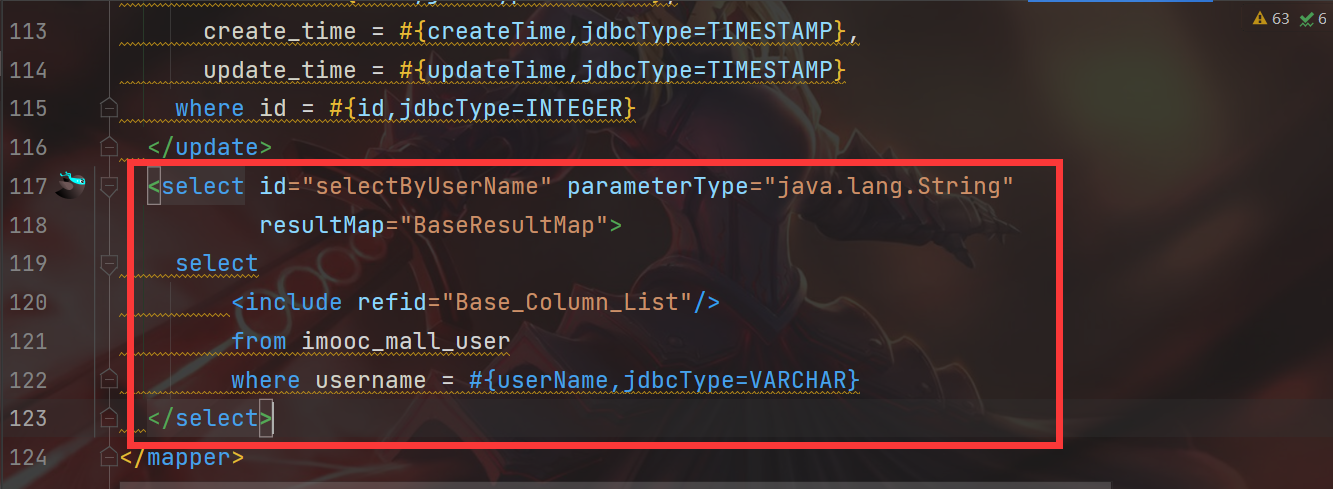 63 6
113 create_time = #{createTime,jdbcType=TIMESTAMP},
114 update_time = #{updateTime,jdbcType=TIMESTAMP}
115 where id = #{id,jdbcType=INTEGER}
116 </update>
117 <select id="selectByUserName" parameterType="java.lang.String"
118 resultMap="BaseResultMap">
119 select
120 <include refid="Base_Column_List"/>
121 from imooc_mall_user
122 where username = #{userName,jdbcType=VARCHAR}
123 </select>
124 </mapper>